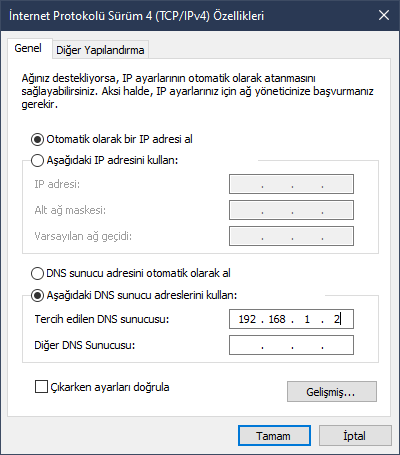 İnternet Protokolü Sürüm 4 (TCP/IPv4) Özellikleri
Genel
Diğer Yapılandırma
Ağınız destekliyorsa, IP ayarlarının otomatik olarak atanmasını
sağlayabilirsiniz. Aksi halde, IP ayarlarınız için ağ yöneticinize başvurmanız
gerekir.
Otomatik olarak bir IP adresi al
Aşağıdaki IP adresini kullan:
IP adresi:
Alt ağ maskesi:
Varsayılan ağ geçidi:
DNS sunucu adresini otomatik olarak al
Aşağıdaki DNS sunucu adreslerini kullan:
Tercih edilen DNS sunucusu: 192 . 168 . 1 . 2
Diğer DNS Sunucusu:
Çıkarken ayarları doğrula
Gelişmiş...
Tamam
İptal